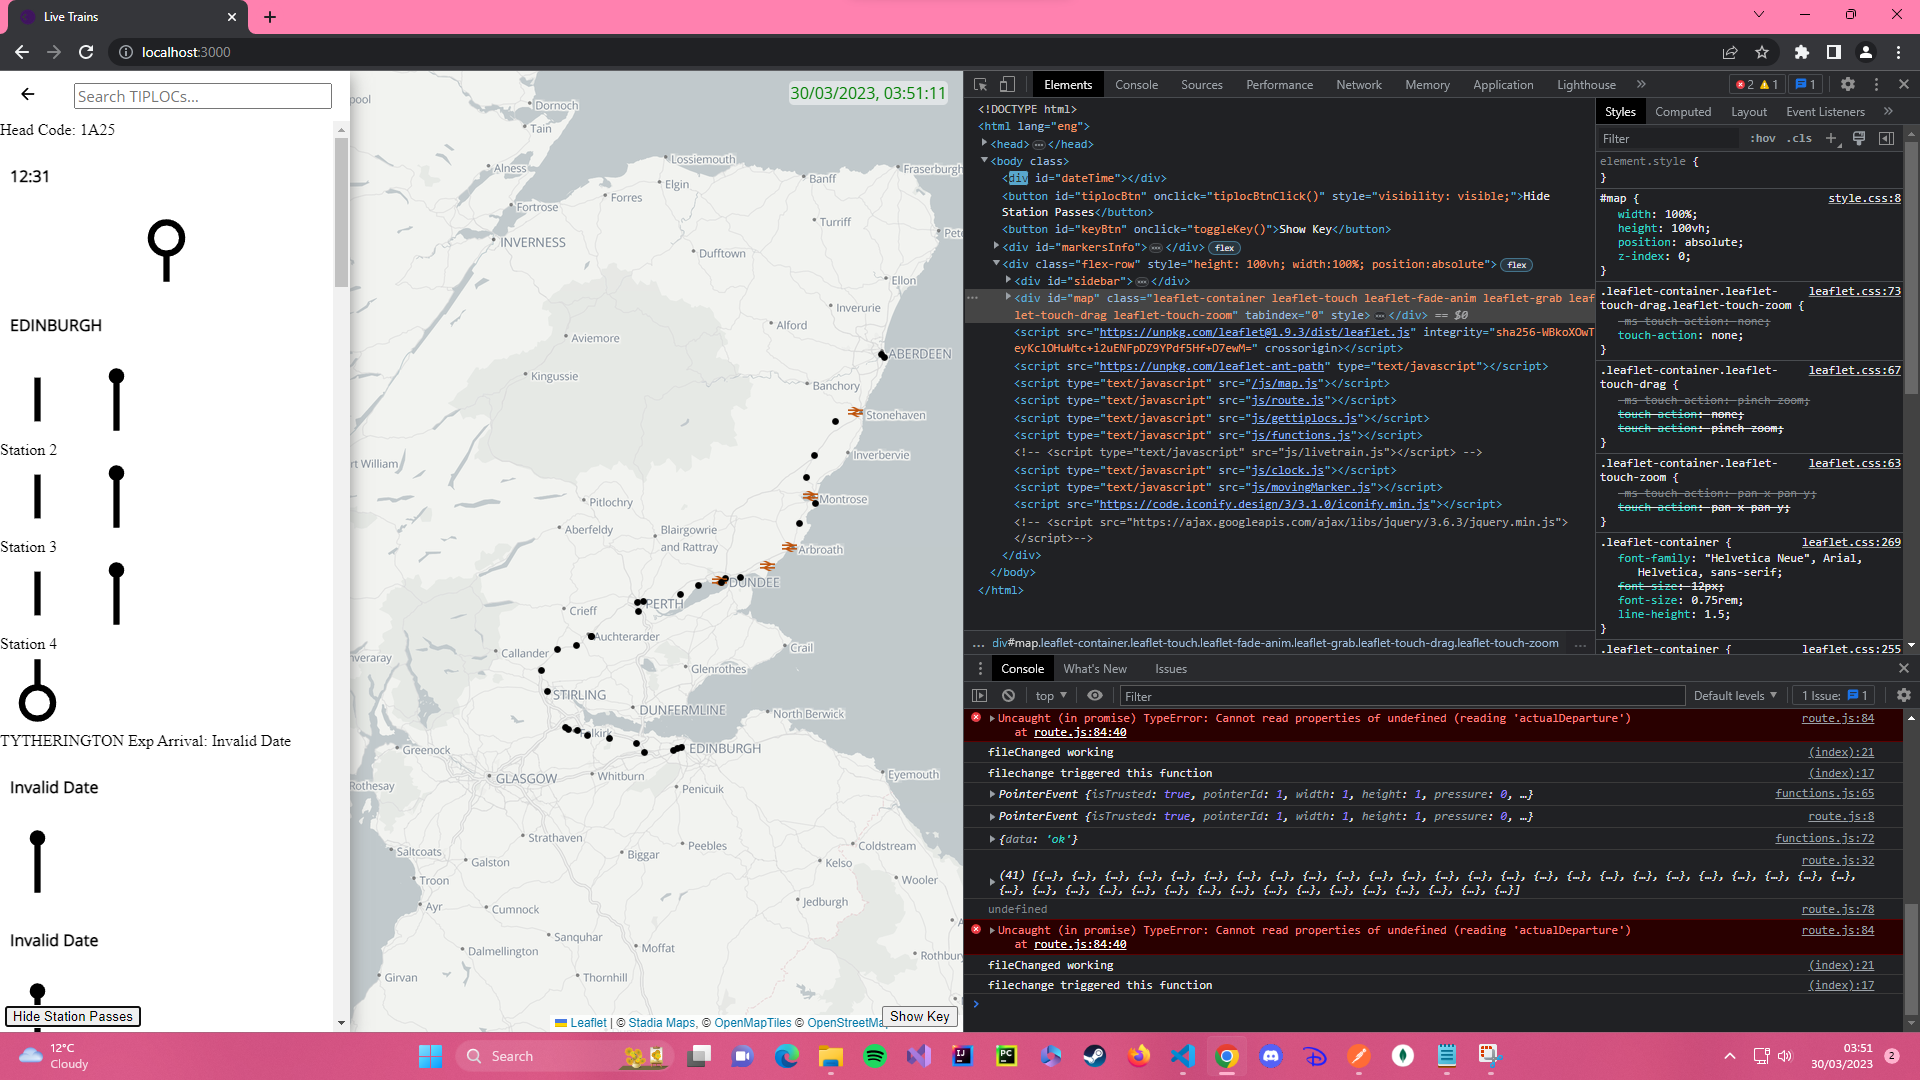 Live Trains
localhost:3000
Search TIPLOCs...
Head Code: 1A25
12:31
EDINBURGH
Station 2
Station 3
Station 4
TYTHERINGTON Exp Arrival: Invalid Date
Invalid Date
Invalid Date
Hide Station Passes
30/03/2023, 03:51:11
pool
Dornoch
Tain
Lossiemouth
Alness
Banff
Fraserburgh
Elgin
Forres
Fortrose
Turriff
INVERNESS
Pete
Dufftown
Ellon
Inverurie
Alford
Aviemore
ABERDEEN
Kingussie
Banchory
Stonehaven
Inverbervie
rt William
Pitlochry
Montrose
Aberfeldy
Blairgowrie
and Rattray
Arbroath
DUNDEE
PERTH
Crieff
Auchterarder
Callander
Crail
nveraray
Glenrothes
STIRLING
DUNFERMLINE
North Berwick
Falkirk
EDINBURGH
Greenock
GLASGOW
Whitburn
Eyemouth
Rothesay
Penicuik
Strathaven
Peebles
Coldstream
Saltcoats
Galston
Biggar
Kelso
Wooler
Troon
Jedburgh
Ayr
Cumnock
Sanquhar
Moffat
Dalmellington
Rothbury
Girvan
Thornhill
Leaflet | © Stadia Maps, © OpenMapTiles © OpenStreetMa
Show Key
Elements Console Sources Performance Network Memory Application Lighthouse » 2 1 1
<!DOCTYPE html>
<html lang="eng">
<head> … </head>
<body class>
<div id="dateTime"></div>
<button id="tiplocBtn" onclick="tiplocBtnClick()" style="visibility: visible;">Hide
Station Passes</button>
<button id="keyBtn" onclick="toggleKey()">Show Key</button>
<div id="markersInfo"> … </div> flex
<div class="flex-row" style="height: 100vh; width:100%; position:absolute"> flex
<div id="sidebar"> … </div>
<div id="map" class="leaflet-container leaflet-touch leaflet-fade-anim leaflet-grab leaf
let-touch-drag leaflet-touch-zoom" tabindex="0" style> … </div> == $0
<script src="https://unpkg.com/leaflet@1.9.3/dist/leaflet.js" integrity="sha256-WBkoXOwT
eyKclOHuWtc+i2uENFpDZ9YPdf5Hf+D7ewM=" crossorigin></script>
<script src="https://unpkg.com/leaflet-ant-path" type="text/javascript"></script>
<script type="text/javascript" src="/js/map.js"></script>
<script type="text/javascript" src="js/route.js"></script>
<script type="text/javascript" src="js/gettiplocs.js"></script>
<script type="text/javascript" src="js/functions.js"></script>
<!-- <script type="text/javascript" src="js/livetrain.js"></script> -->
<script type="text/javascript" src="js/clock.js"></script>
<script type="text/javascript" src="js/movingMarker.js"></script>
<script src="https://code.iconify.design/3/3.1.0/iconify.min.js"></script>
<!-- <script src="https://ajax.googleapis.com/ajax/libs/jquery/3.6.3/jquery.min.js">
</script>-->
</div>
</body>
</html>
... div#map.leaflet-container.leaflet-touch.leaflet-fade-anim.leaflet-grab.leaflet-touch-drag.leaflet-touch-zoom ...
Styles Computed Layout Event Listeners »
Filter :hov .cls +
element.style {
}
#map { style.css:8
width: 100%;
height: 100vh;
position: absolute;
z-index: 0;
}
.leaflet-container.leaflet- leaflet.css:73
touch-drag.leaflet-touch-zoom {
-ms-touch-action: none;
touch-action: none;
}
.leaflet-container.leaflet- leaflet.css:67
touch-drag {
-ms-touch-action: pinch-zoom;
touch-action: none;
touch-action: pinch-zoom;
}
.leaflet-container.leaflet- leaflet.css:63
touch-zoom {
-ms-touch-action: pan-x pan-y;
touch-action: pan-x pan-y;
}
.leaflet-container { leaflet.css:269
font-family: "Helvetica Neue", Arial,
Helvetica, sans-serif;
font-size: 12px;
font-size: 0.75rem;
line-height: 1.5;
}
.leaflet-container { leaflet.css:255
Console What's New Issues
top Filter Default levels 1 Issue: 1
Uncaught (in promise) TypeError: Cannot read properties of undefined (reading 'actualDeparture') route.js:84
at route.js:84:40
fileChanged working (index):21
filechange triggered this function (index):17
PointerEvent {isTrusted: true, pointerId: 1, width: 1, height: 1, pressure: 0, …} functions.js:65
PointerEvent {isTrusted: true, pointerId: 1, width: 1, height: 1, pressure: 0, …} route.js:8
{data: 'ok'} functions.js:72
route.js:32
(41) [{…}, {…}, {…}, {…}, {…}, {…}, {…}, {…}, {…}, {…}, {…}, {…}, {…}, {…}, {…}, {…}, {…}, {…}, {…}, {…}, {…}, {…}, {…}, {…}, {…},
{…}, {…}, {…}, {…}, {…}, {…}, {…}, {…}, {…}, {…}, {…}, {…}, {…}, {…}, {…}, {…}]
undefined route.js:78
Uncaught (in promise) TypeError: Cannot read properties of undefined (reading 'actualDeparture') route.js:84
at route.js:84:40
fileChanged working (index):21
filechange triggered this function (index):17
12°C
Cloudy
Search
03:51
30/03/2023
2